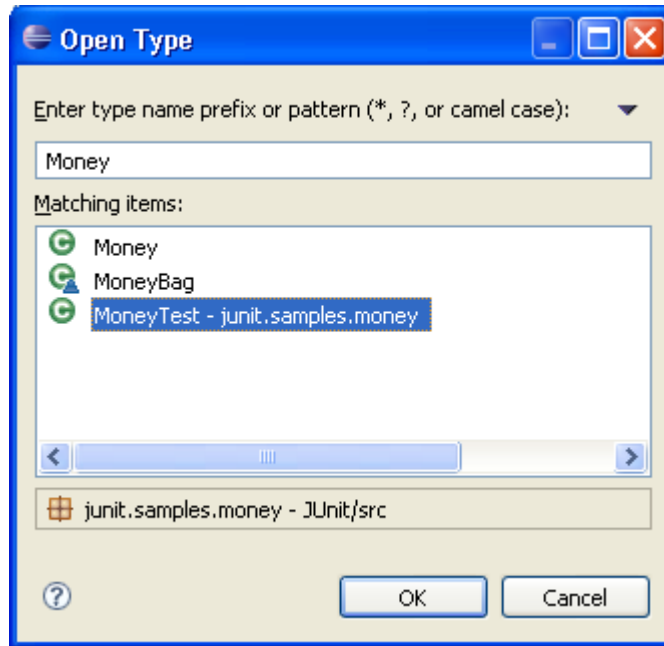 Open Type
Enter type name prefix or pattern (*, ?, or camel case):
Money
Matching items:
Money
MoneyBag
MoneyTest - junit.samples.money
junit.samples.money - JUnit/src
OK Cancel